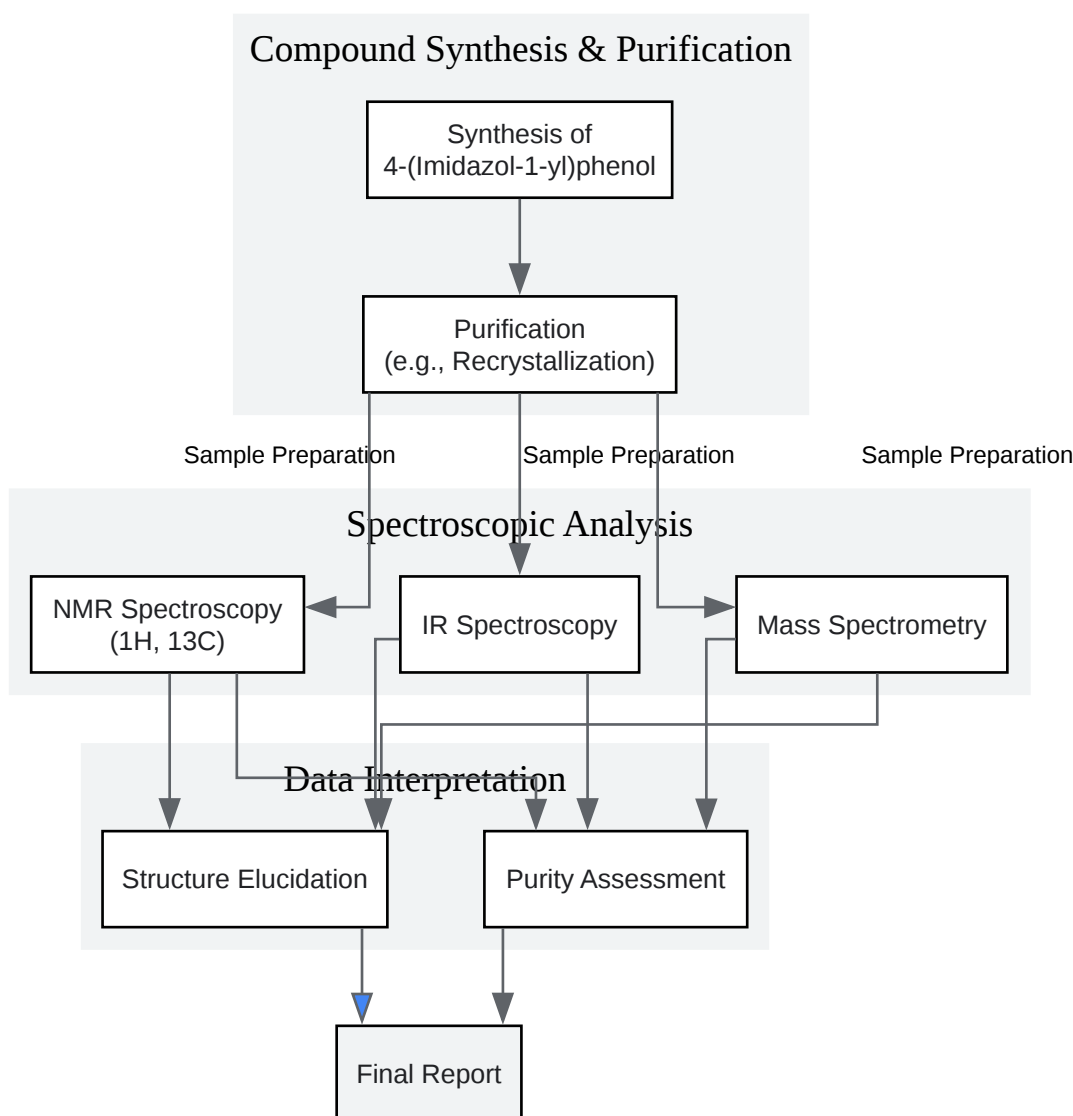 Compound Synthesis & Purification
Synthesis of
4-(Imidazol-1-yl)phenol
Purification
(e.g., Recrystallization)
Sample Preparation
Sample Preparation
Sample Preparation
Spectroscopic Analysis
NMR Spectroscopy
(1H, 13C)
IR Spectroscopy
Mass Spectrometry
Data Interpretation
Structure Elucidation
Purity Assessment
Final Report